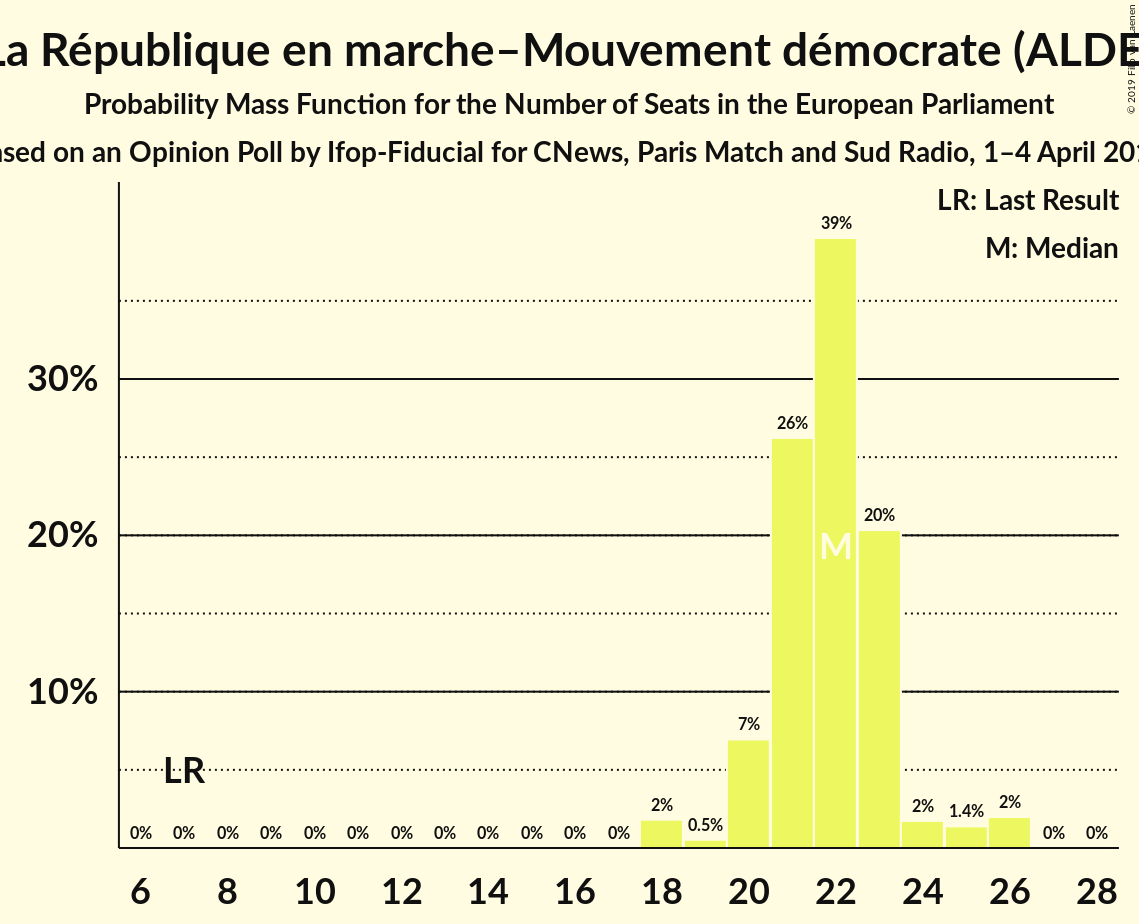 La République en marche–Mouvement démocrate (ALDE
Probability Mass Function for the Number of Seats in the European Parliament
on an Opinion Poll by Ifop-Fiducial for CNews, Paris Match and Sud Radio, 1–4 April
© 2019
LR: Last Result
M: Median
39%
30%
26%
20%
20%
M
10%
7%
LR
0% 0% 0% 0% 0% 0% 0% 0% 0% 0% 0% 0% 2% 0.5% 2% 1.4% 2% 0% 0%
6 8 10 12 14 16 18 20 22 24 26 28